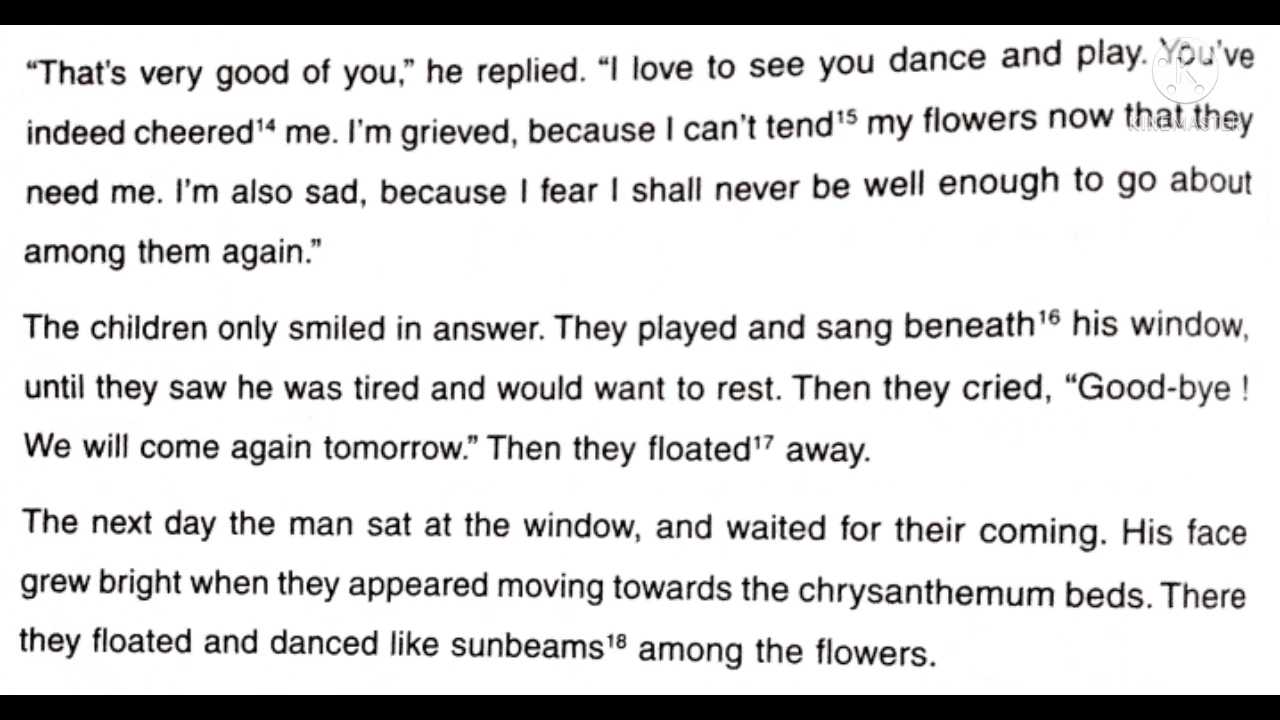 “That's very good of you,” he replied. “I love to see you dance and play. You've
indeed cheered¹⁴ me. I'm grieved, because I can't tend¹⁵ my flowers now that they
need me. I'm also sad, because I fear I shall never be well enough to go about
among them again.”
The children only smiled in answer. They played and sang beneath¹⁶ his window,
until they saw he was tired and would want to rest. Then they cried, “Good-bye !
We will come again tomorrow.” Then they floated¹⁷ away.
The next day the man sat at the window, and waited for their coming. His face
grew bright when they appeared moving towards the chrysanthemum beds. There
they floated and danced like sunbeams¹⁸ among the flowers.
K
KINEMASTER